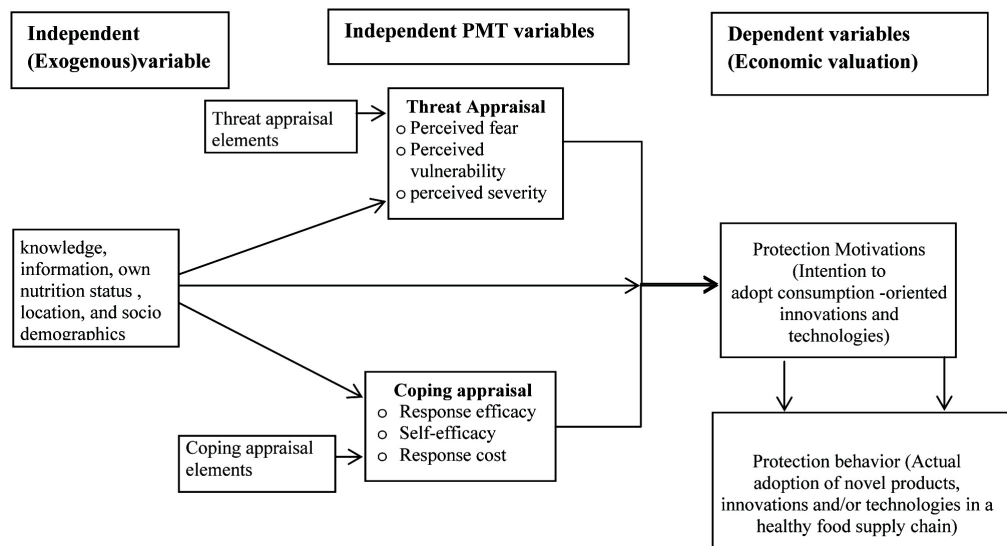 Independent
(Exogenous)variable
Independent PMT variables
Dependent variables
(Economic valuation)
Threat appraisal
elements
Threat Appraisal
o Perceived fear
o Perceived
vulnerability
o perceived severity
knowledge,
information, own
nutrition status ,
location, and socio
demographics
Protection Motivations
(Intention to
adopt consumption -oriented
innovations and
technologies)
Coping appraisal
o Response efficacy
o Self-efficacy
o Response cost
Coping appraisal
elements
Protection behavior (Actual
adoption of novel products,
innovations and/or technologies in a
healthy food supply chain)